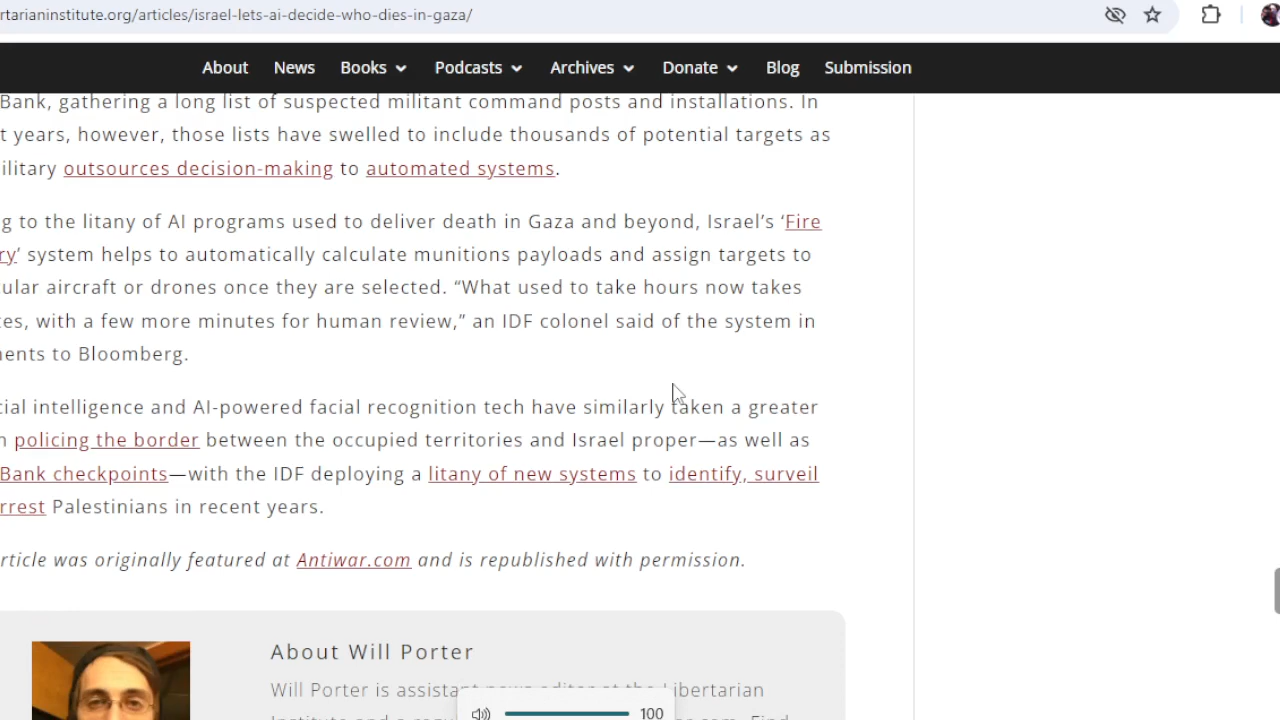 rtarianinstitute.org/articles/israel-lets-ai-decide-who-dies-in-gaza/
About News Books Podcasts Archives Donate Blog Submission
Bank, gathering a long list of suspected militant command posts and installations. In
t years, however, those lists have swelled to include thousands of potential targets as
ilitary outsources decision-making to automated systems.
g to the litany of AI programs used to deliver death in Gaza and beyond, Israel’s ‘Fire
ry’ system helps to automatically calculate munitions payloads and assign targets to
ular aircraft or drones once they are selected. “What used to take hours now takes
tes, with a few more minutes for human review,” an IDF colonel said of the system in
nents to Bloomberg.
cial intelligence and AI-powered facial recognition tech have similarly taken a greater
n policing the border between the occupied territories and Israel proper—as well as
Bank checkpoints—with the IDF deploying a litany of new systems to identify, surveil
rrest Palestinians in recent years.
rticle was originally featured at Antiwar.com and is republished with permission.
About Will Porter
Will Porter is assistant news editor at the Libertarian
100